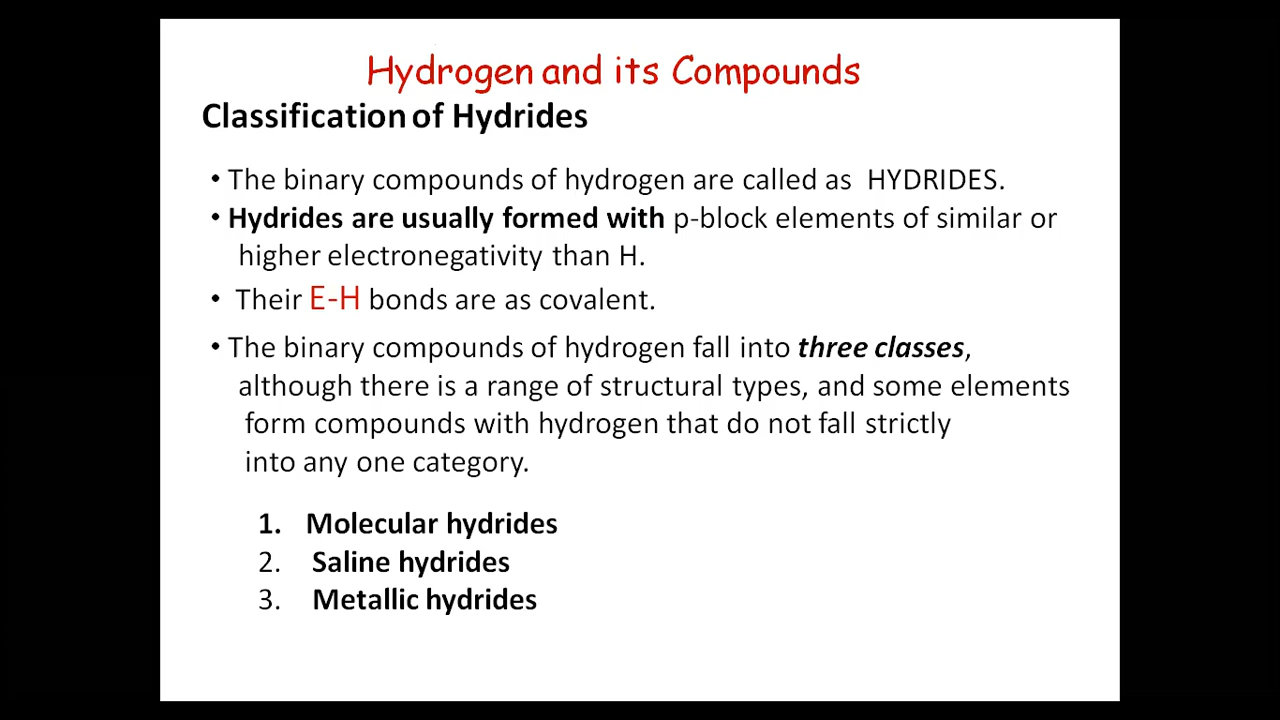 Hydrogen and its Compounds
Classification of Hydrides
• The binary compounds of hydrogen are called as HYDRIDES.
• Hydrides are usually formed with p-block elements of similar or
higher electronegativity than H.
• Their E-H bonds are as covalent.
• The binary compounds of hydrogen fall into three classes,
although there is a range of structural types, and some elements
form compounds with hydrogen that do not fall strictly
into any one category.
1. Molecular hydrides
2. Saline hydrides
3. Metallic hydrides